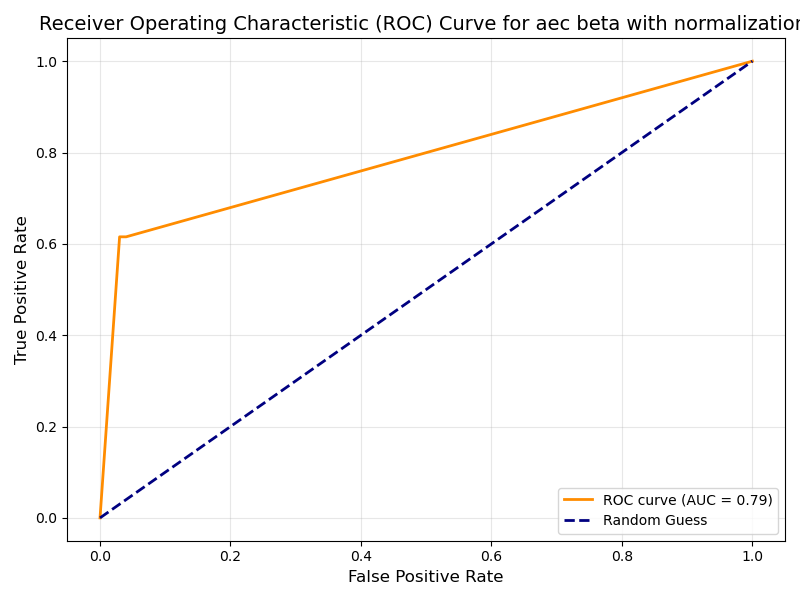 Receiver Operating Characteristic (ROC) Curve for aec beta with normalization
1.0
0.8
0.6
0.4
0.2
0.0
True Positive Rate
0.0 0.2 0.4 0.6 0.8 1.0
False Positive Rate
ROC curve (AUC = 0.79)
Random Guess